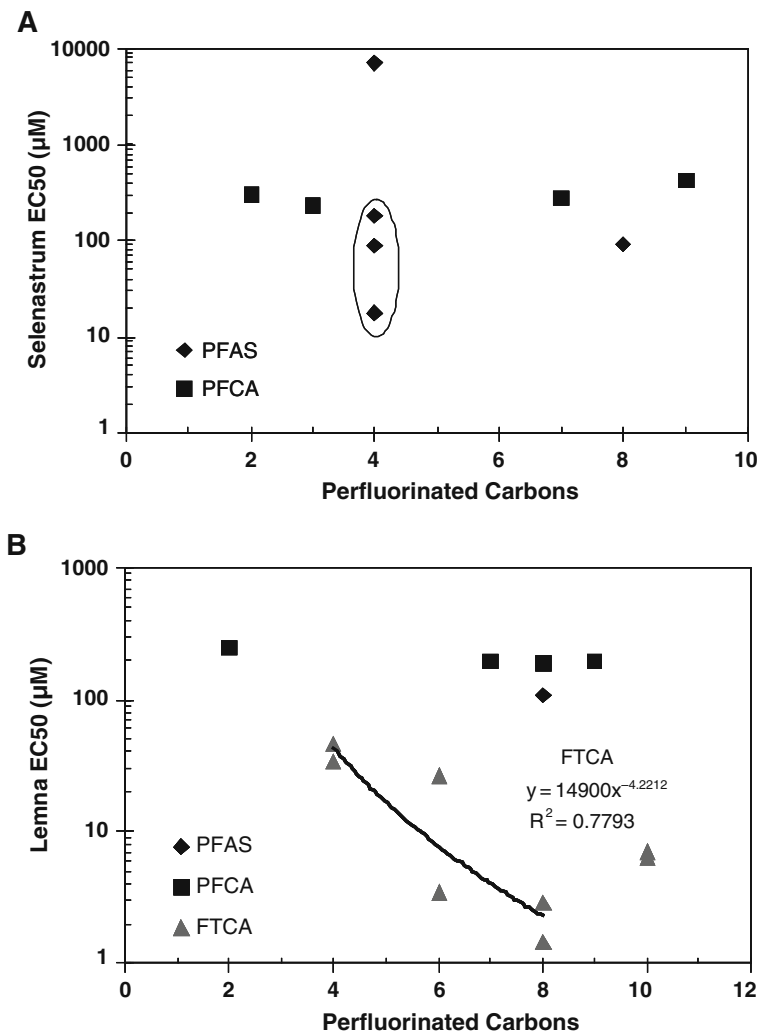 A
Selenastrum EC50 (µM)
10000
1000
100
10
1
PFAS
PFCA
0 2 4 6 8 10
Perfluorinated Carbons
B
Lemna EC50 (µM)
1000
100
10
1
FTCA
y = 14900x^−4.2212
R² = 0.7793
PFAS
PFCA
FTCA
0 2 4 6 8 10 12
Perfluorinated Carbons